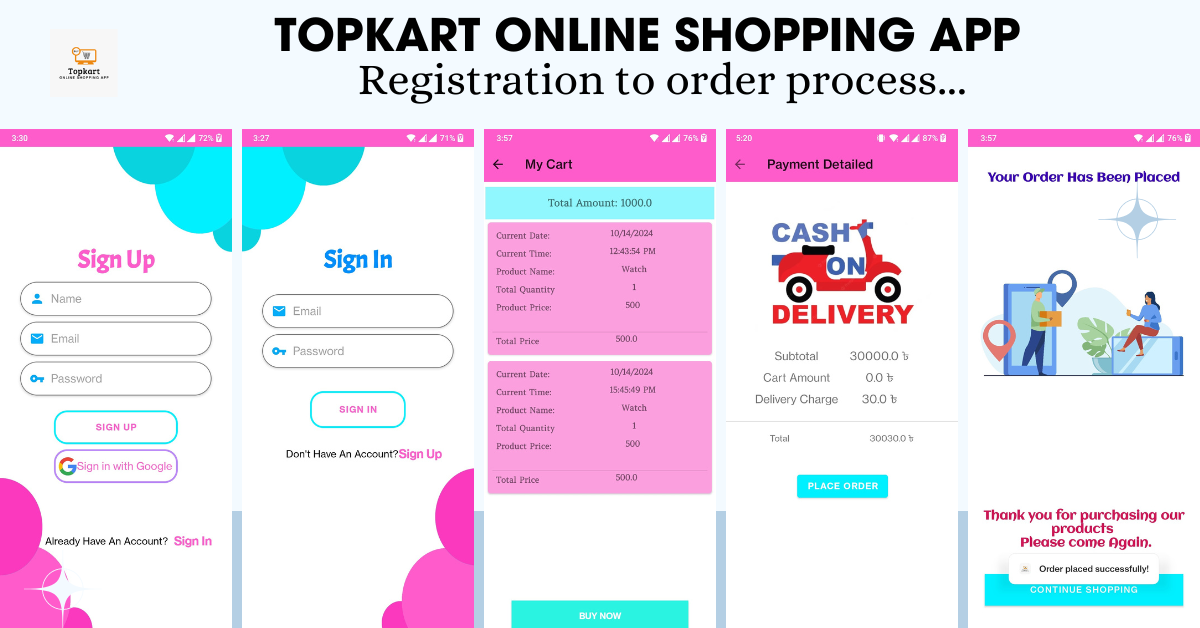 TOPKART ONLINE SHOPPING APP
Registration to order process...
Topkart
ONLINE SHOPPING APP
3:30 72%
Sign Up
Name
Email
Password
SIGN UP
Sign in with Google
Already Have An Account? Sign In
3:27 71%
Sign In
Email
Password
SIGN IN
Don't Have An Account?Sign Up
3:57 76%
My Cart
Total Amount: 1000.0
Current Date: 10/14/2024
Current Time: 12:43:54 PM
Product Name: Watch
Total Quantity 1
Product Price: 500
Total Price 500.0
Current Date: 10/14/2024
Current Time: 15:45:49 PM
Product Name: Watch
Total Quantity 1
Product Price: 500
Total Price 500.0
BUY NOW
5:20 87%
Payment Detailed
CASH
ON
DELIVERY
Subtotal 30000.0 ৳
Cart Amount 0.0 ৳
Delivery Charge 30.0 ৳
Total 30030.0 ৳
PLACE ORDER
3:57 76%
Your Order Has Been Placed
Thank you for purchasing our
products
Please come Again.
Order placed successfully!
CONTINUE SHOPPING